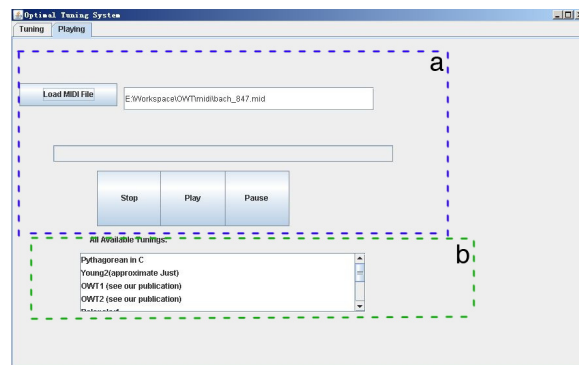 Optimal Tuning System
Tuning Playing
a
Load MIDI File E:\Workspace\OWT\midi\bach_847.mid
Stop Play Pause
All Available Tunings:
b
Pythagorean in C
Young2(approximate Just)
OWT1 (see our publication)
OWT2 (see our publication)